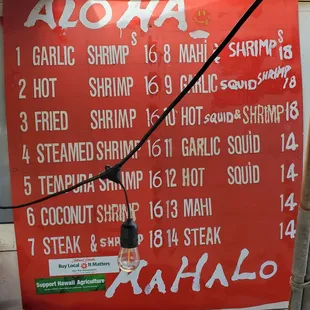 ALOHA
1 GARLIC SHRIMPS 16
2 HOT SHRIMP 16
3 FRIED SHRIMP 16
4 STEAMED SHRIMP 16
5 TEMPURA SHRIMP 16
6 COCONUT SHRIMP 16
7 STEAK & SHRIMP 18
8 MAHI & SHRIMPS 18
9 GARLIC SQUID SHRIMP 18
10 HOT SQUID & SHRIMP 18
11 GARLIC SQUID 14
12 HOT SQUID 14
13 MAHI 14
14 STEAK 14
Buy Local It Matters
Support Hawaii Agriculture
MAHALO